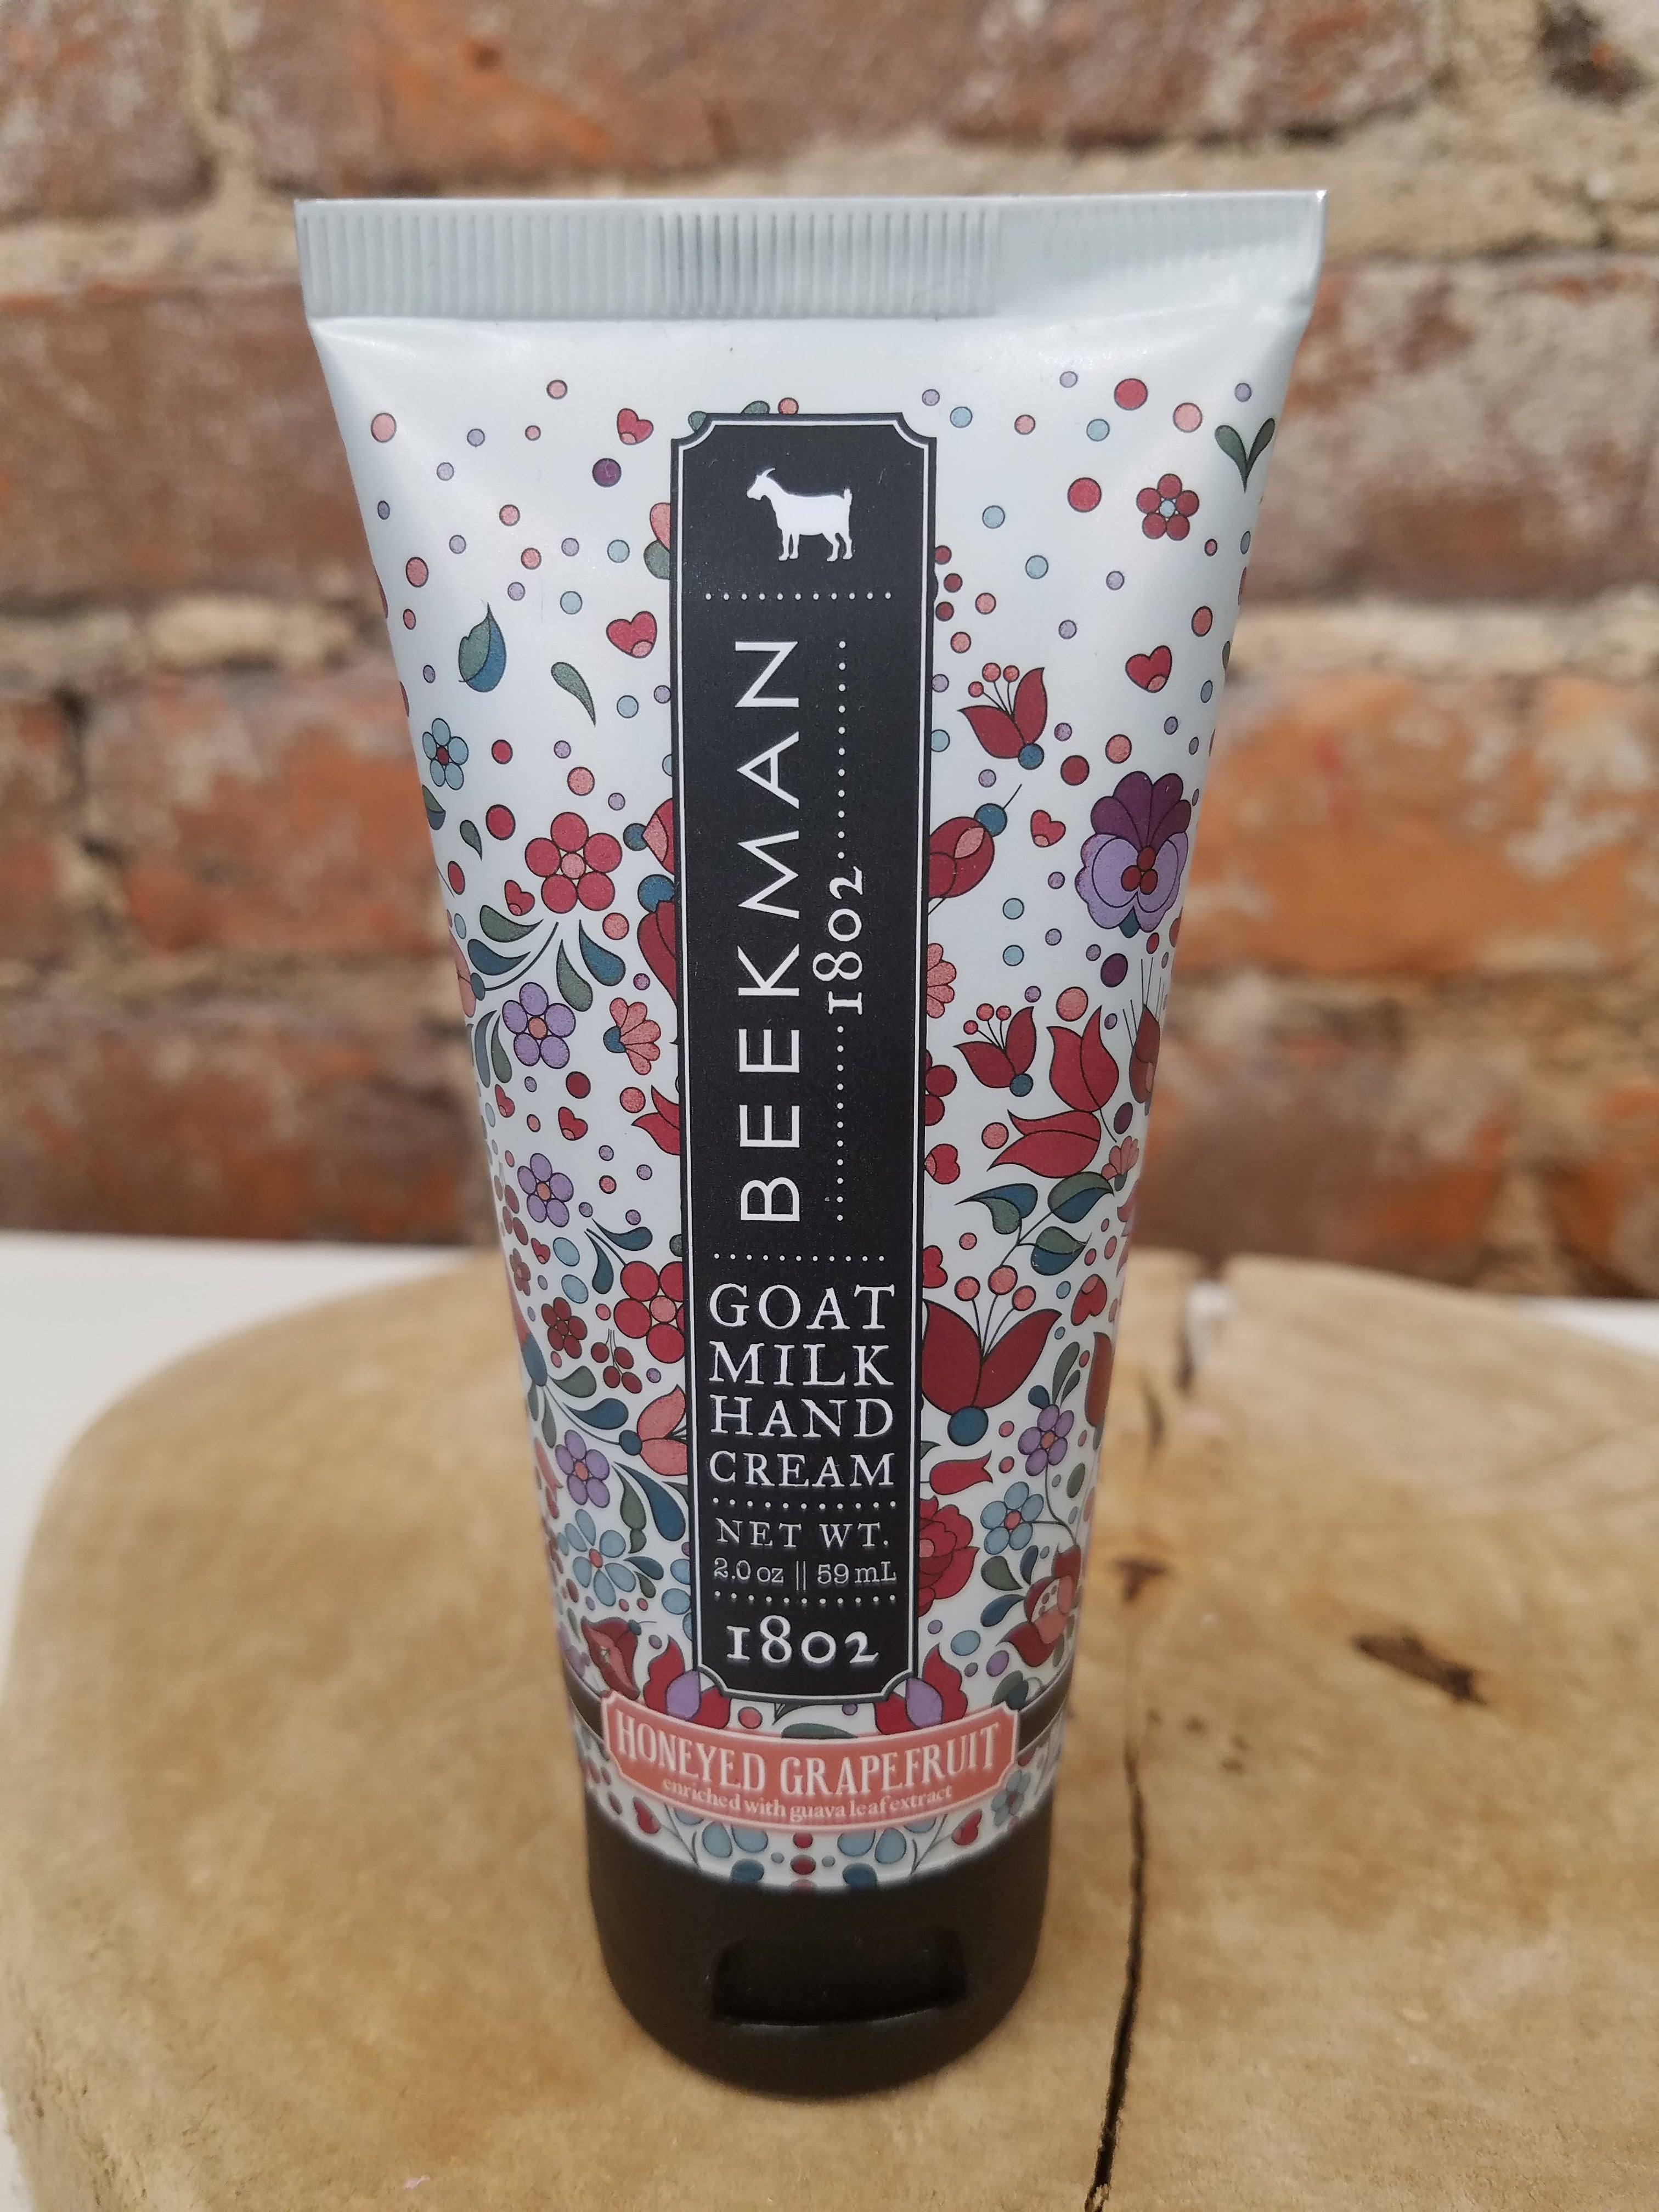 BEEKMAN
1802
GOAT
MILK
HAND
CREAM
NET WT.
2.0 oz || 59 mL
1802
HONEYED GRAPEFRUIT
enriched with guava leaf extract